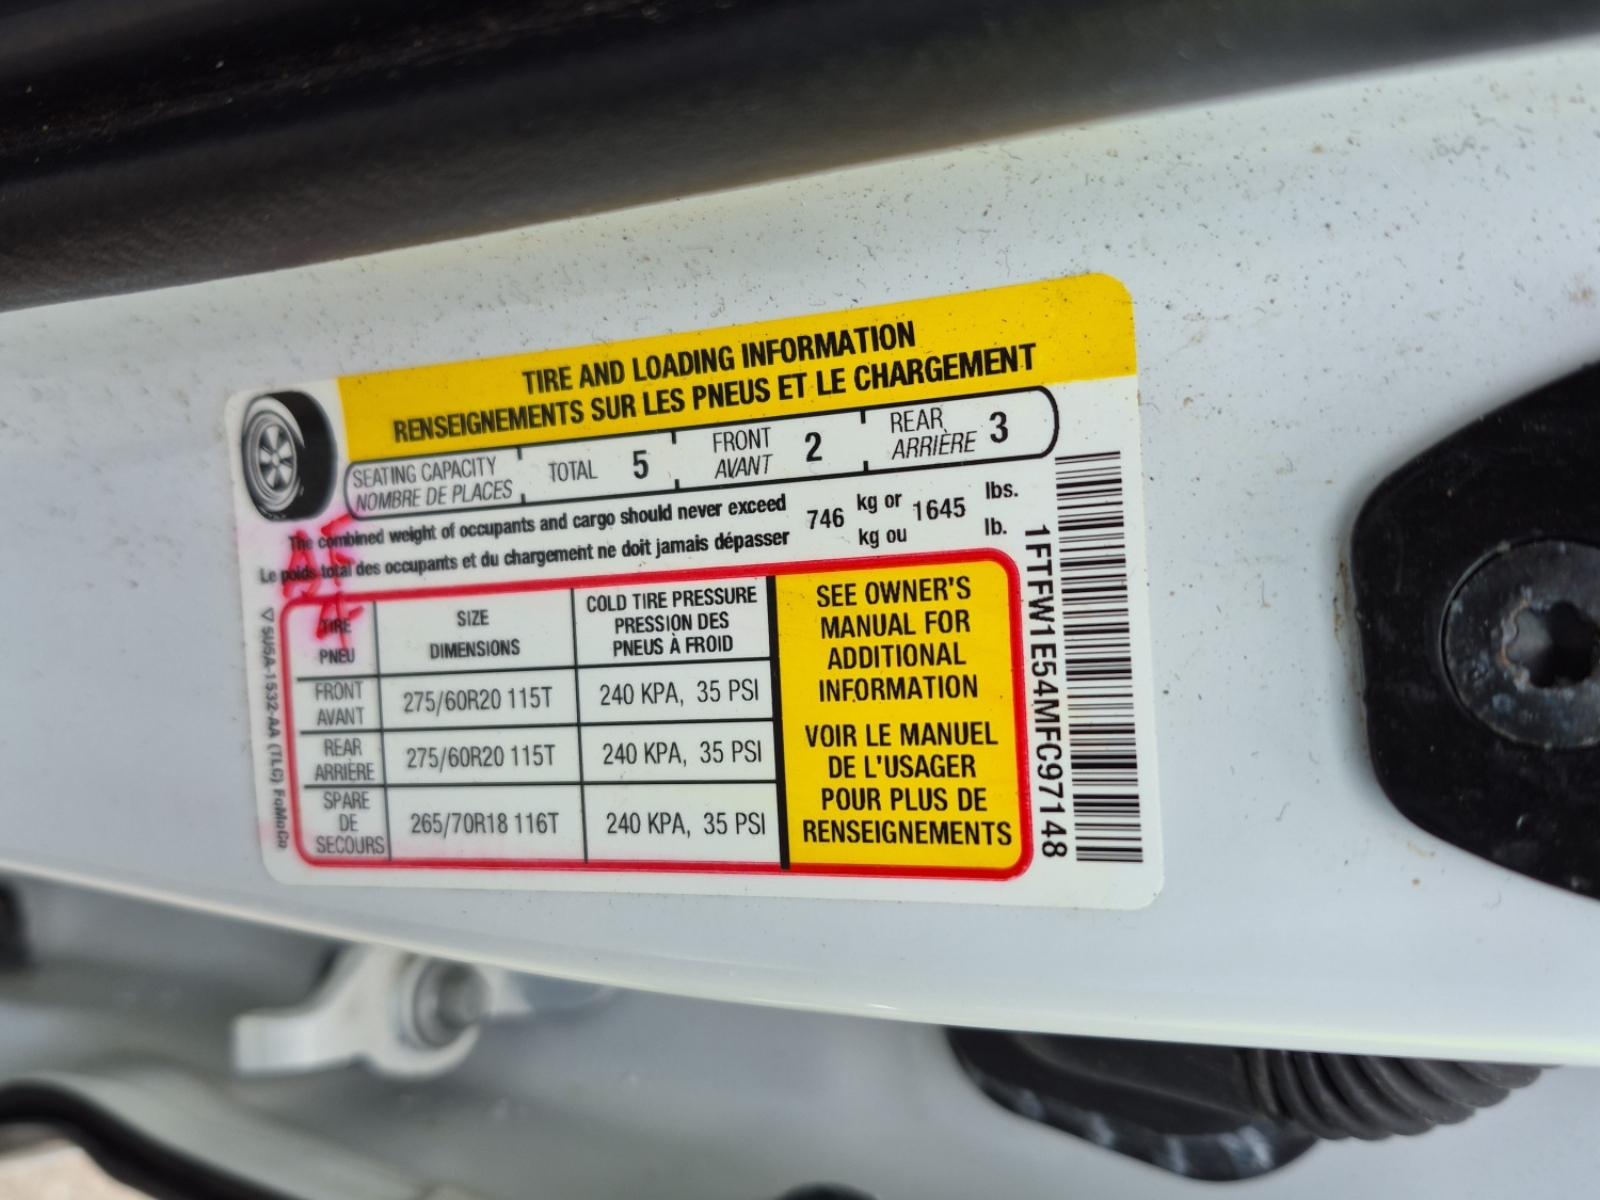 TIRE AND LOADING INFORMATION
RENSEIGNEMENTS SUR LES PNEUS ET LE CHARGEMENT
SEATING CAPACITY
NOMBRE DE PLACES
TOTAL 5
FRONT
AVANT
2
REAR
ARRIÈRE
3
The combined weight of occupants and cargo should never exceed 746 kg or 1645 lbs.
Le poids total des occupants et du chargement ne doit jamais dépasser kg ou lb.
TIRE
PNEU
SIZE
DIMENSIONS
COLD TIRE PRESSURE
PRESSION DES
PNEUS À FROID
FRONT
AVANT
275/60R20 115T
240 KPA, 35 PSI
REAR
ARRIÈRE
275/60R20 115T
240 KPA, 35 PSI
SPARE
DE
SECOURS
265/70R18 116T
240 KPA, 35 PSI
SEE OWNER'S
MANUAL FOR
ADDITIONAL
INFORMATION
VOIR LE MANUEL
DE L'USAGER
POUR PLUS DE
RENSEIGNEMENTS
1FTFW1E54MFC97148
5U5A-1532-AA (TLC) FoMoCo